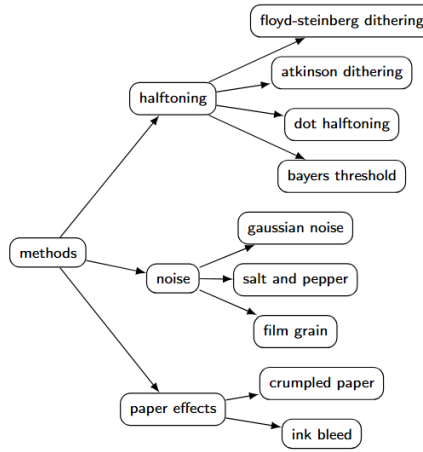 floyd-steinberg dithering
atkinson dithering
halftoning
dot halftoning
bayers threshold
gaussian noise
methods
noise
salt and pepper
film grain
crumpled paper
paper effects
ink bleed